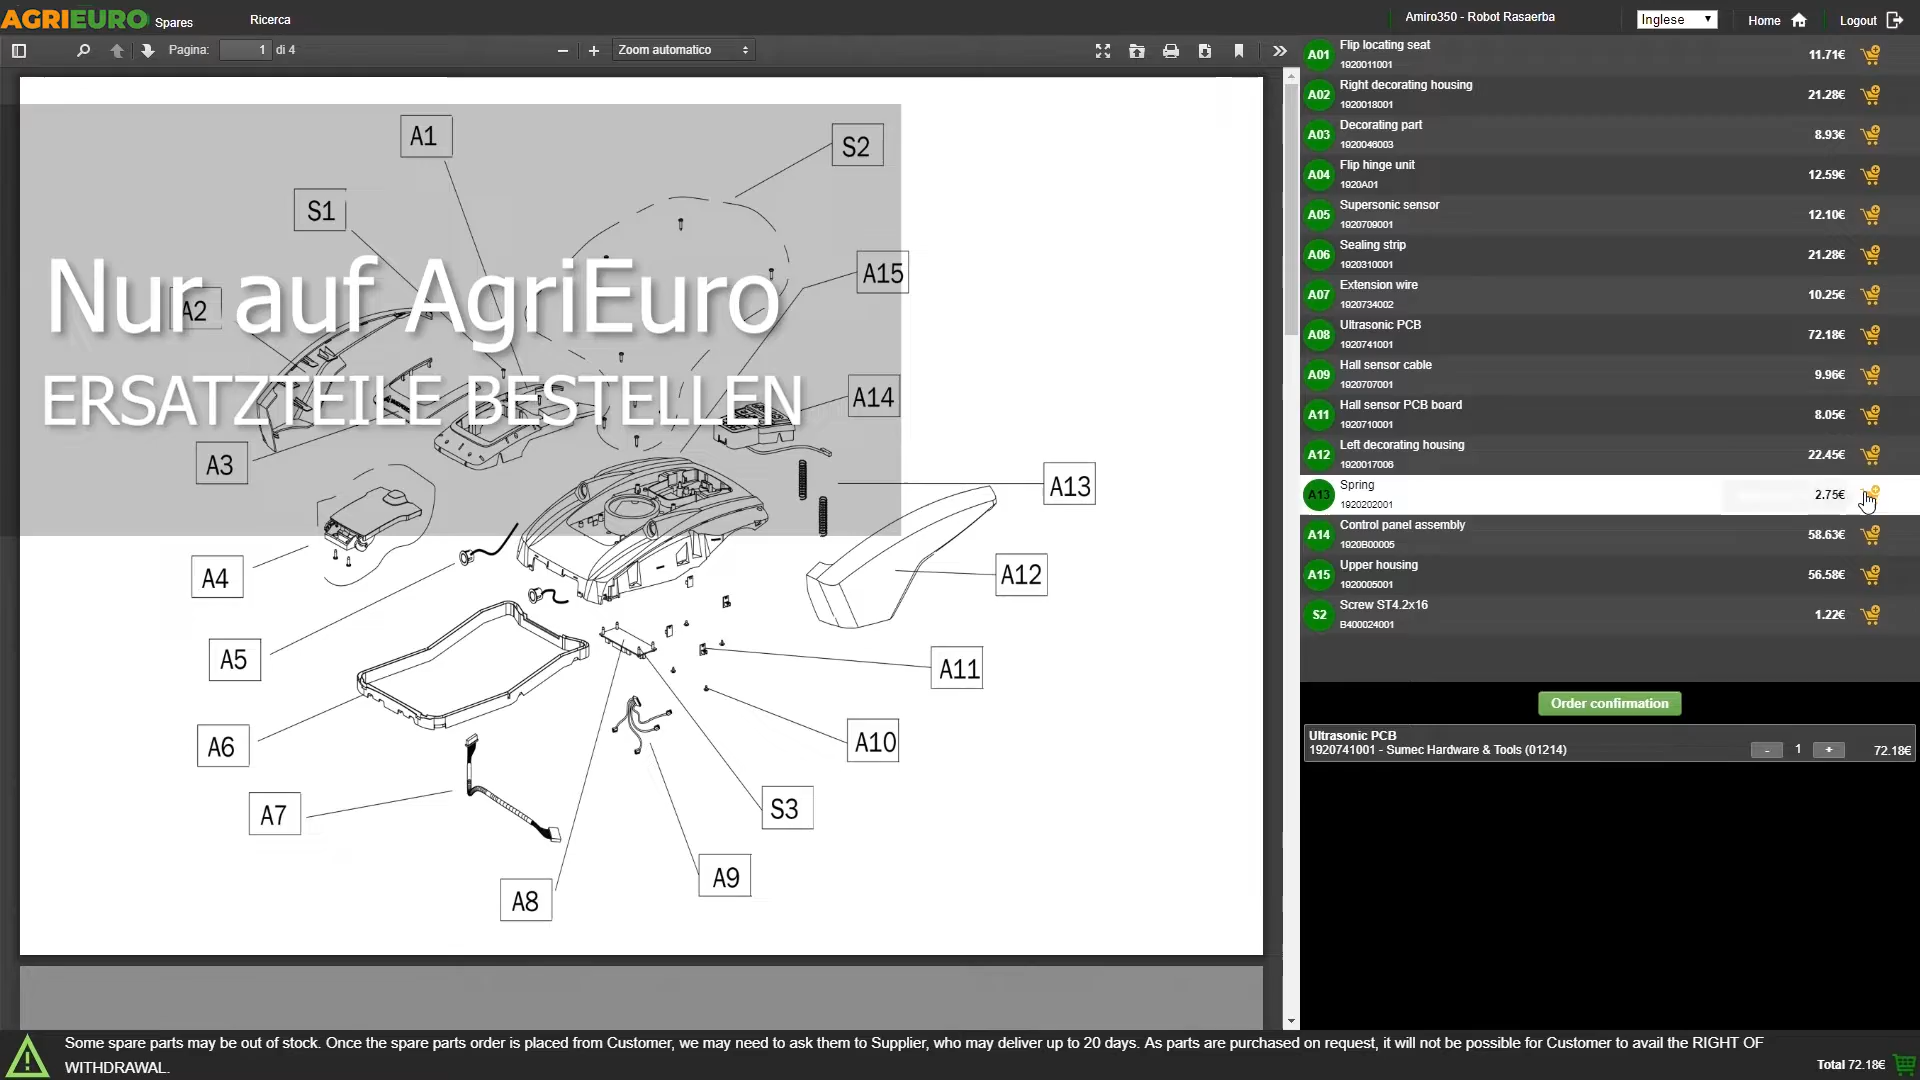 AGRIEURO Spares
Ricerca
Amiro350 - Robot Rasaerba
Inglese
Home
Logout
Pagina: 1 di 4
Zoom automatico
Nur auf AgriEuro
ERSATZTEILE BESTELLEN
A1
S2
S1
A15
A2
A14
A3
A13
A4
A12
A5
A11
A6
A10
A7
S3
A9
A8
A01 Flip locating seat 11.71€
1920011001
A02 Right decorating housing 21.28€
1920018001
A03 Decorating part 8.93€
1920046003
A04 Flip hinge unit 12.59€
1920A01
A05 Supersonic sensor 12.10€
1920709001
A06 Sealing strip 21.28€
1920310001
A07 Extension wire 10.25€
1920734002
A08 Ultrasonic PCB 72.18€
1920741001
A09 Hall sensor cable 9.96€
1920707001
A11 Hall sensor PCB board 8.05€
1920710001
A12 Left decorating housing 22.45€
1920017006
A13 Spring 2.75€
1920202001
A14 Control panel assembly 58.63€
1920B00005
A15 Upper housing 56.58€
1920005001
S2 Screw ST4.2x16 1.22€
B400024001
Order confirmation
Ultrasonic PCB
1920741001 - Sumec Hardware & Tools (01214) - 1 + 72.18€
Some spare parts may be out of stock. Once the spare parts order is placed from Customer, we may need to ask them to Supplier, who may deliver up to 20 days. As parts are purchased on request, it will not be possible for Customer to avail the RIGHT OF
WITHDRAWAL.
Total 72.18€